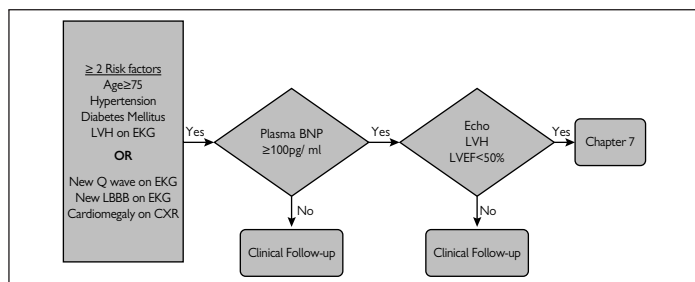 ≥ 2 Risk factors
Age≥75
Hypertension
Diabetes Mellitus
LVH on EKG
OR
New Q wave on EKG
New LBBB on EKG
Cardiomegaly on CXR
Yes
Plasma BNP
≥100pg/ ml
Yes
Echo
LVH
LVEF<50%
Yes
Chapter 7
No
No
Clinical Follow-up
Clinical Follow-up